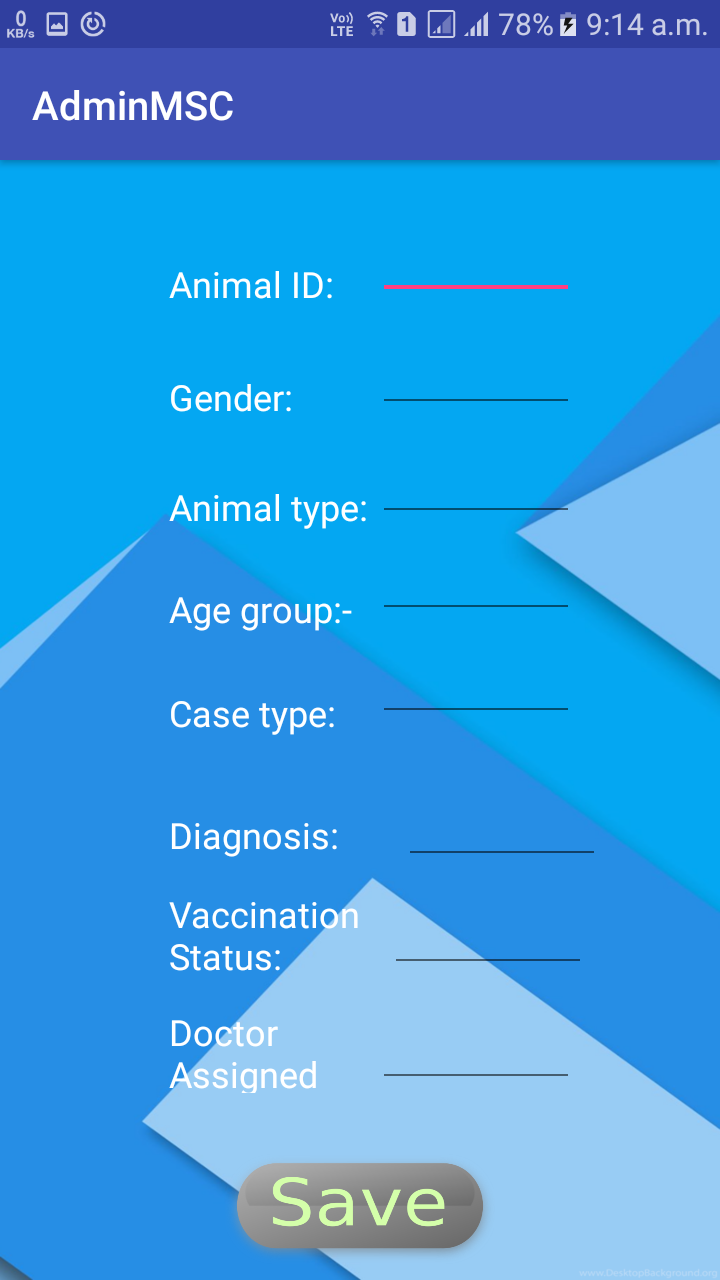 0 KB/s Vo)) LTE 1 78% 9:14 a.m.
AdminMSC
Animal ID:
Gender:
Animal type:
Age group:-
Case type:
Diagnosis:
Vaccination
Status:
Doctor
Assigned
Save
www.DesktopBackground.org